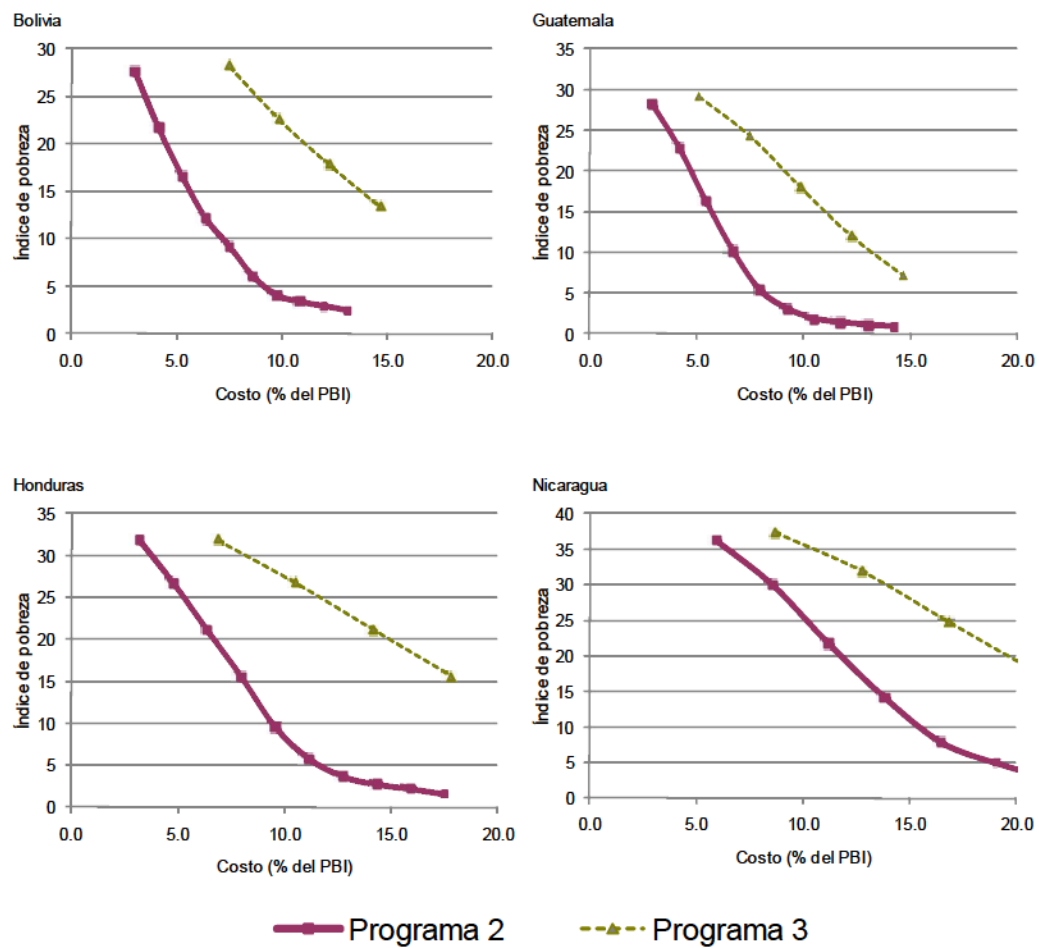 Bolivia
Índice de pobreza
30
25
20
15
10
5
0
0.0 5.0 10.0 15.0 20.0
Costo (% del PBI)
Guatemala
Índice de pobreza
35
30
25
20
15
10
5
0
0.0 5.0 10.0 15.0 20.0
Costo (% del PBI)
Honduras
Índice de pobreza
35
30
25
20
15
10
5
0
0.0 5.0 10.0 15.0 20.0
Costo (% del PBI)
Nicaragua
Índice de pobreza
40
35
30
25
20
15
10
5
0
0.0 5.0 10.0 15.0 20.0
Costo (% del PBI)
Programa 2 Programa 3